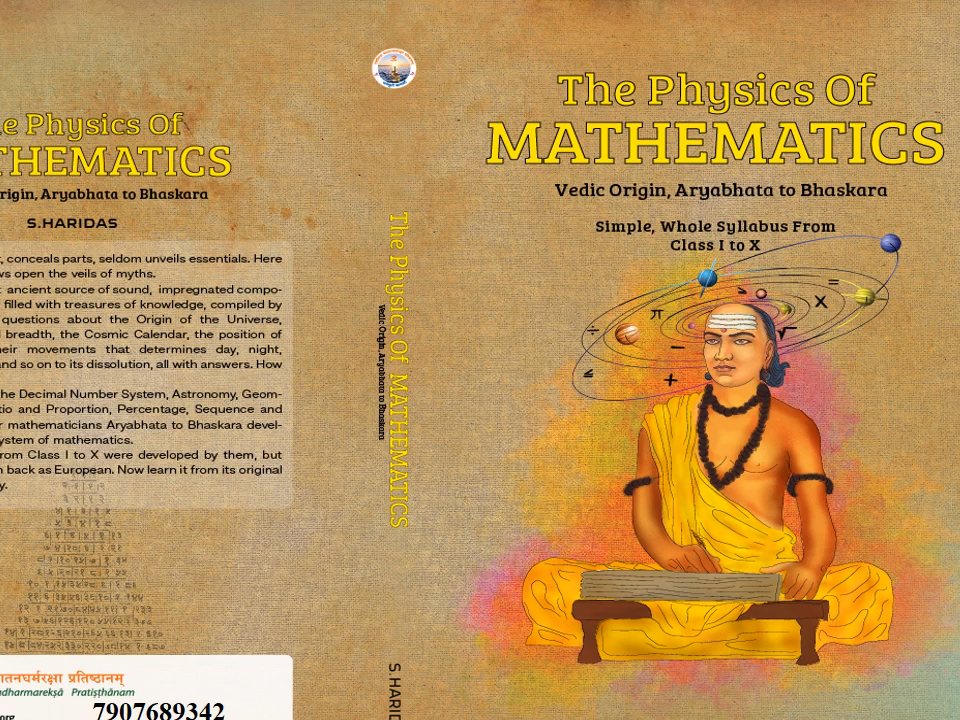 The Physics Of
MATHEMATICS
Vedic Origin, Aryabhata to Bhaskara
Simple, Whole Syllabus From
Class I to X
The Physics Of MATHEMATICS
Vedic Origin, Aryabhata to Bhaskara
S.HARID
e Physics Of
THEMATICS
rigin, Aryabhata to Bhaskara
S.HARIDAS
, conceals parts, seldom unveils essentials. Here
ws open the veils of myths.
ancient source of sound, impregnated compo-
filled with treasures of knowledge, compiled by
questions about the Origin of the Universe,
breadth, the Cosmic Calendar, the position of
heir movements that determines day, night,
and so on to its dissolution, all with answers. How
he Decimal Number System, Astronomy, Geom-
tio and Proportion, Percentage, Sequence and
r mathematicians Aryabhata to Bhaskara devel-
ystem of mathematics.
rom Class I to X were developed by them, but
n back as European. Now learn it from its original
y.
ातनधर्मरक्षा प्रतिष्ठानम्
adharmarekṣā Pratiṣṭhānam
org
7907689342